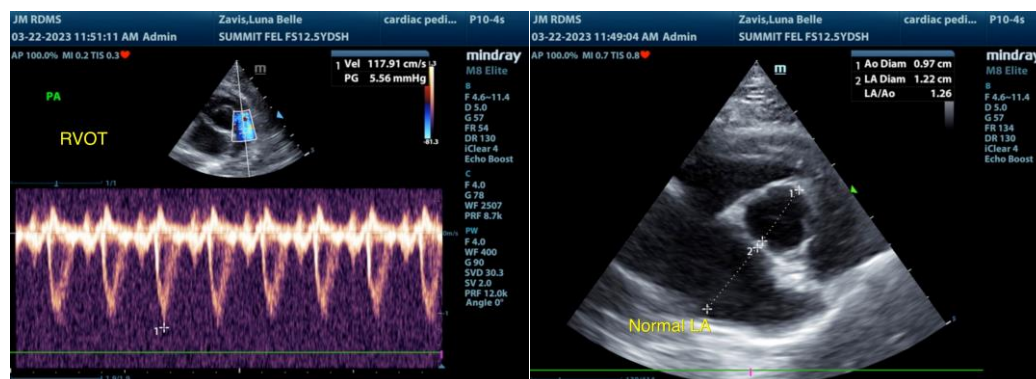 JM RDMS Zavis,Luna Belle cardiac pedi... P10-4s
03-22-2023 11:51:11 AM Admin SUMMIT FEL FS12.5YDSH
AP 100.0% MI 0.2 TIS 0.3
mindray
M8 Elite
1 Vel 117.91 cm/s
PG 5.56 mmHg
PA
RVOT
-81.3
B
F 4.6~11.4
D 5.0
G 57
FR 54
DR 130
iClear 4
Echo Boost
C
F 4.0
G 78
WF 2507
PRF 8.7k
PW
F 4.0
WF 400
G 90
SVD 30.3
SV 2.0
PRF 12.0k
Angle 0°
1/1
1
JM RDMS Zavis,Luna Belle cardiac pedi... P10-4s
03-22-2023 11:49:04 AM Admin SUMMIT FEL FS12.5YDSH
AP 100.0% MI 0.7 TIS 0.8
mindray
M8 Elite
1 Ao Diam 0.97 cm
2 LA Diam 1.22 cm
LA/Ao 1.26
B
F 4.6~11.4
D 5.0
G 57
FR 134
DR 130
iClear 4
Echo Boost
1
2
Normal LA